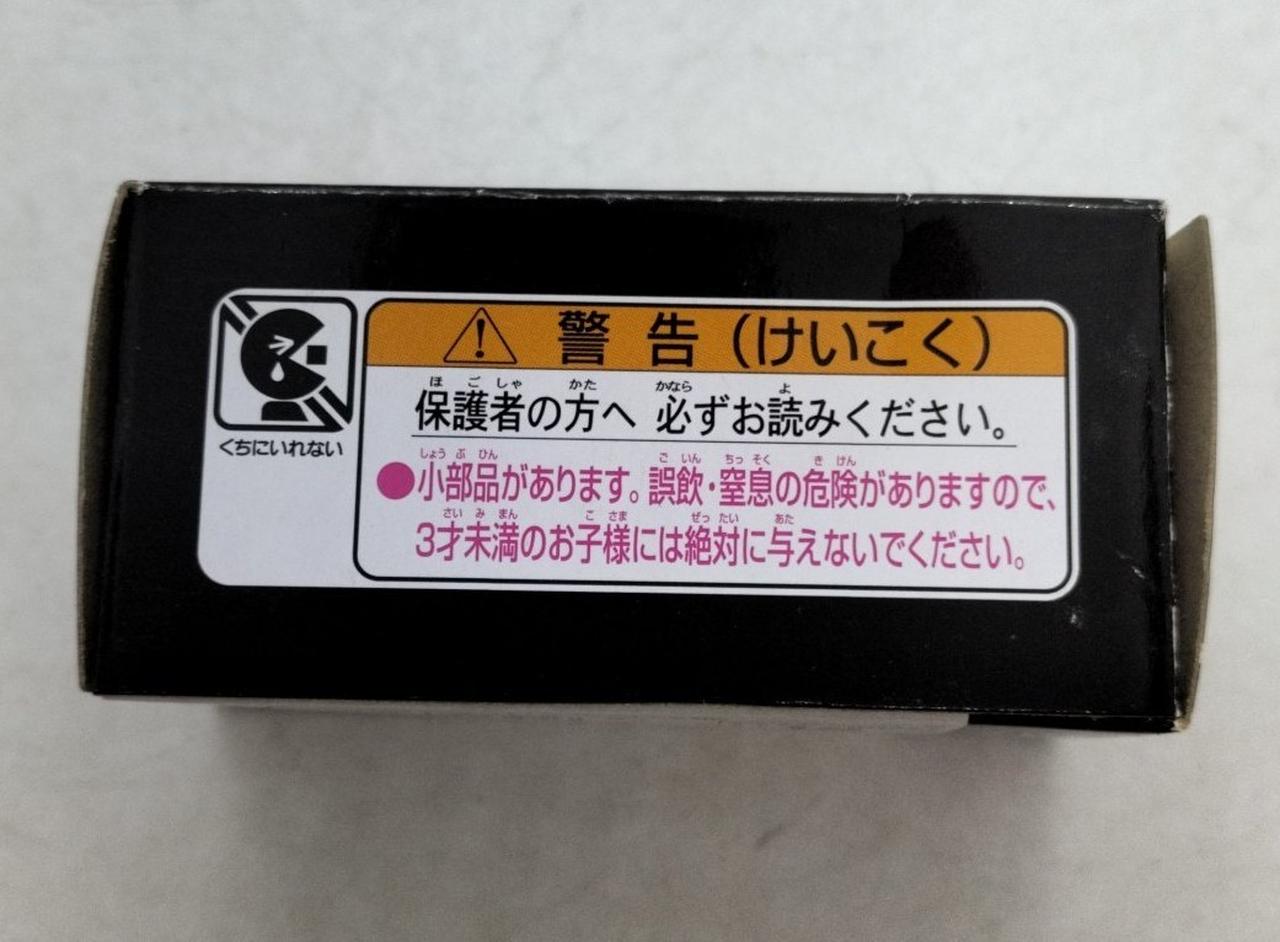 警告(けいこく)
ほごしゃ かた かなら よ
保護者の方へ 必ずお読みください。
くちにいれない
しょうぶひん ごいん ちっそく きけん
●小部品があります。誤飲・窒息の危険がありますので、
さいみまん こさま ぜったい あた
3才未満のお子様には絶対に与えないでください。